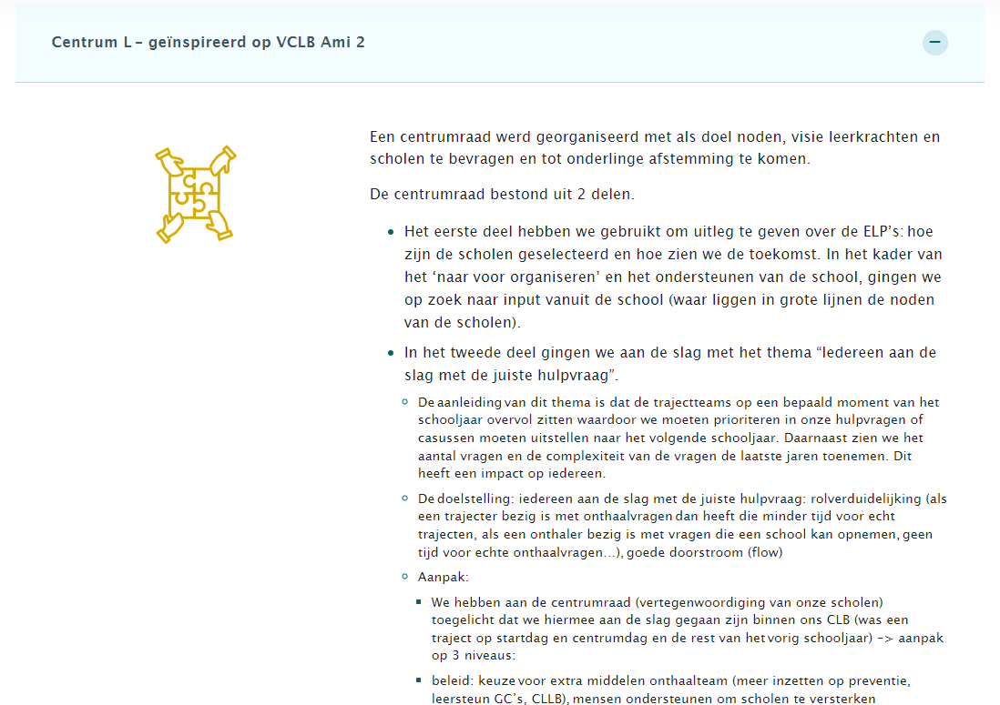 Centrum L – geïnspireerd op VCLB Ami 2
Een centrumraad werd georganiseerd met als doel noden, visie leerkrachten en
scholen te bevragen en tot onderlinge afstemming te komen.
De centrumraad bestond uit 2 delen.
• Het eerste deel hebben we gebruikt om uitleg te geven over de ELP’s: hoe
zijn de scholen geselecteerd en hoe zien we de toekomst. In het kader van
het ‘naar voor organiseren’ en het ondersteunen van de school, gingen we
op zoek naar input vanuit de school (waar liggen in grote lijnen de noden
van de scholen).
• In het tweede deel gingen we aan de slag met het thema “Iedereen aan de
slag met de juiste hulpvraag”.
○ De aanleiding van dit thema is dat de trajectteams op een bepaald moment van het
schooljaar overvol zitten waardoor we moeten prioriteren in onze hulpvragen of
casussen moeten uitstellen naar het volgende schooljaar. Daarnaast zien we het
aantal vragen en de complexiteit van de vragen de laatste jaren toenemen. Dit
heeft een impact op iedereen.
○ De doelstelling: iedereen aan de slag met de juiste hulpvraag: rolverduidelijking (als
een trajecter bezig is met onthaalvragen dan heeft die minder tijd voor echt
trajecten, als een onthaler bezig is met vragen die een school kan opnemen, geen
tijd voor echte onthaalvragen...), goede doorstroom (flow)
○ Aanpak:
▪ We hebben aan de centrumraad (vertegenwoordiging van onze scholen)
toegelicht dat we hiermee aan de slag gegaan zijn binnen ons CLB (was een
traject op startdag en centrumdag en de rest van het vorig schooljaar) -> aanpak
op 3 niveaus:
▪ beleid: keuze voor extra middelen onthaalteam (meer inzetten op preventie,
leersteun GC’s, CLLB), mensen ondersteunen om scholen te versterken